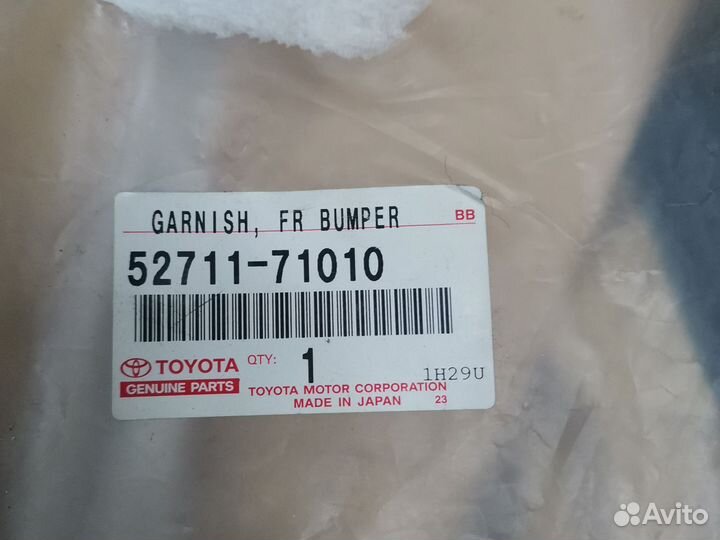 GARNISH, FR BUMPER BB
52711-71010
TOYOTA QTY: 1 1H29U
GENUINE PARTS TOYOTA MOTOR CORPORATION
MADE IN JAPAN 23
Avito